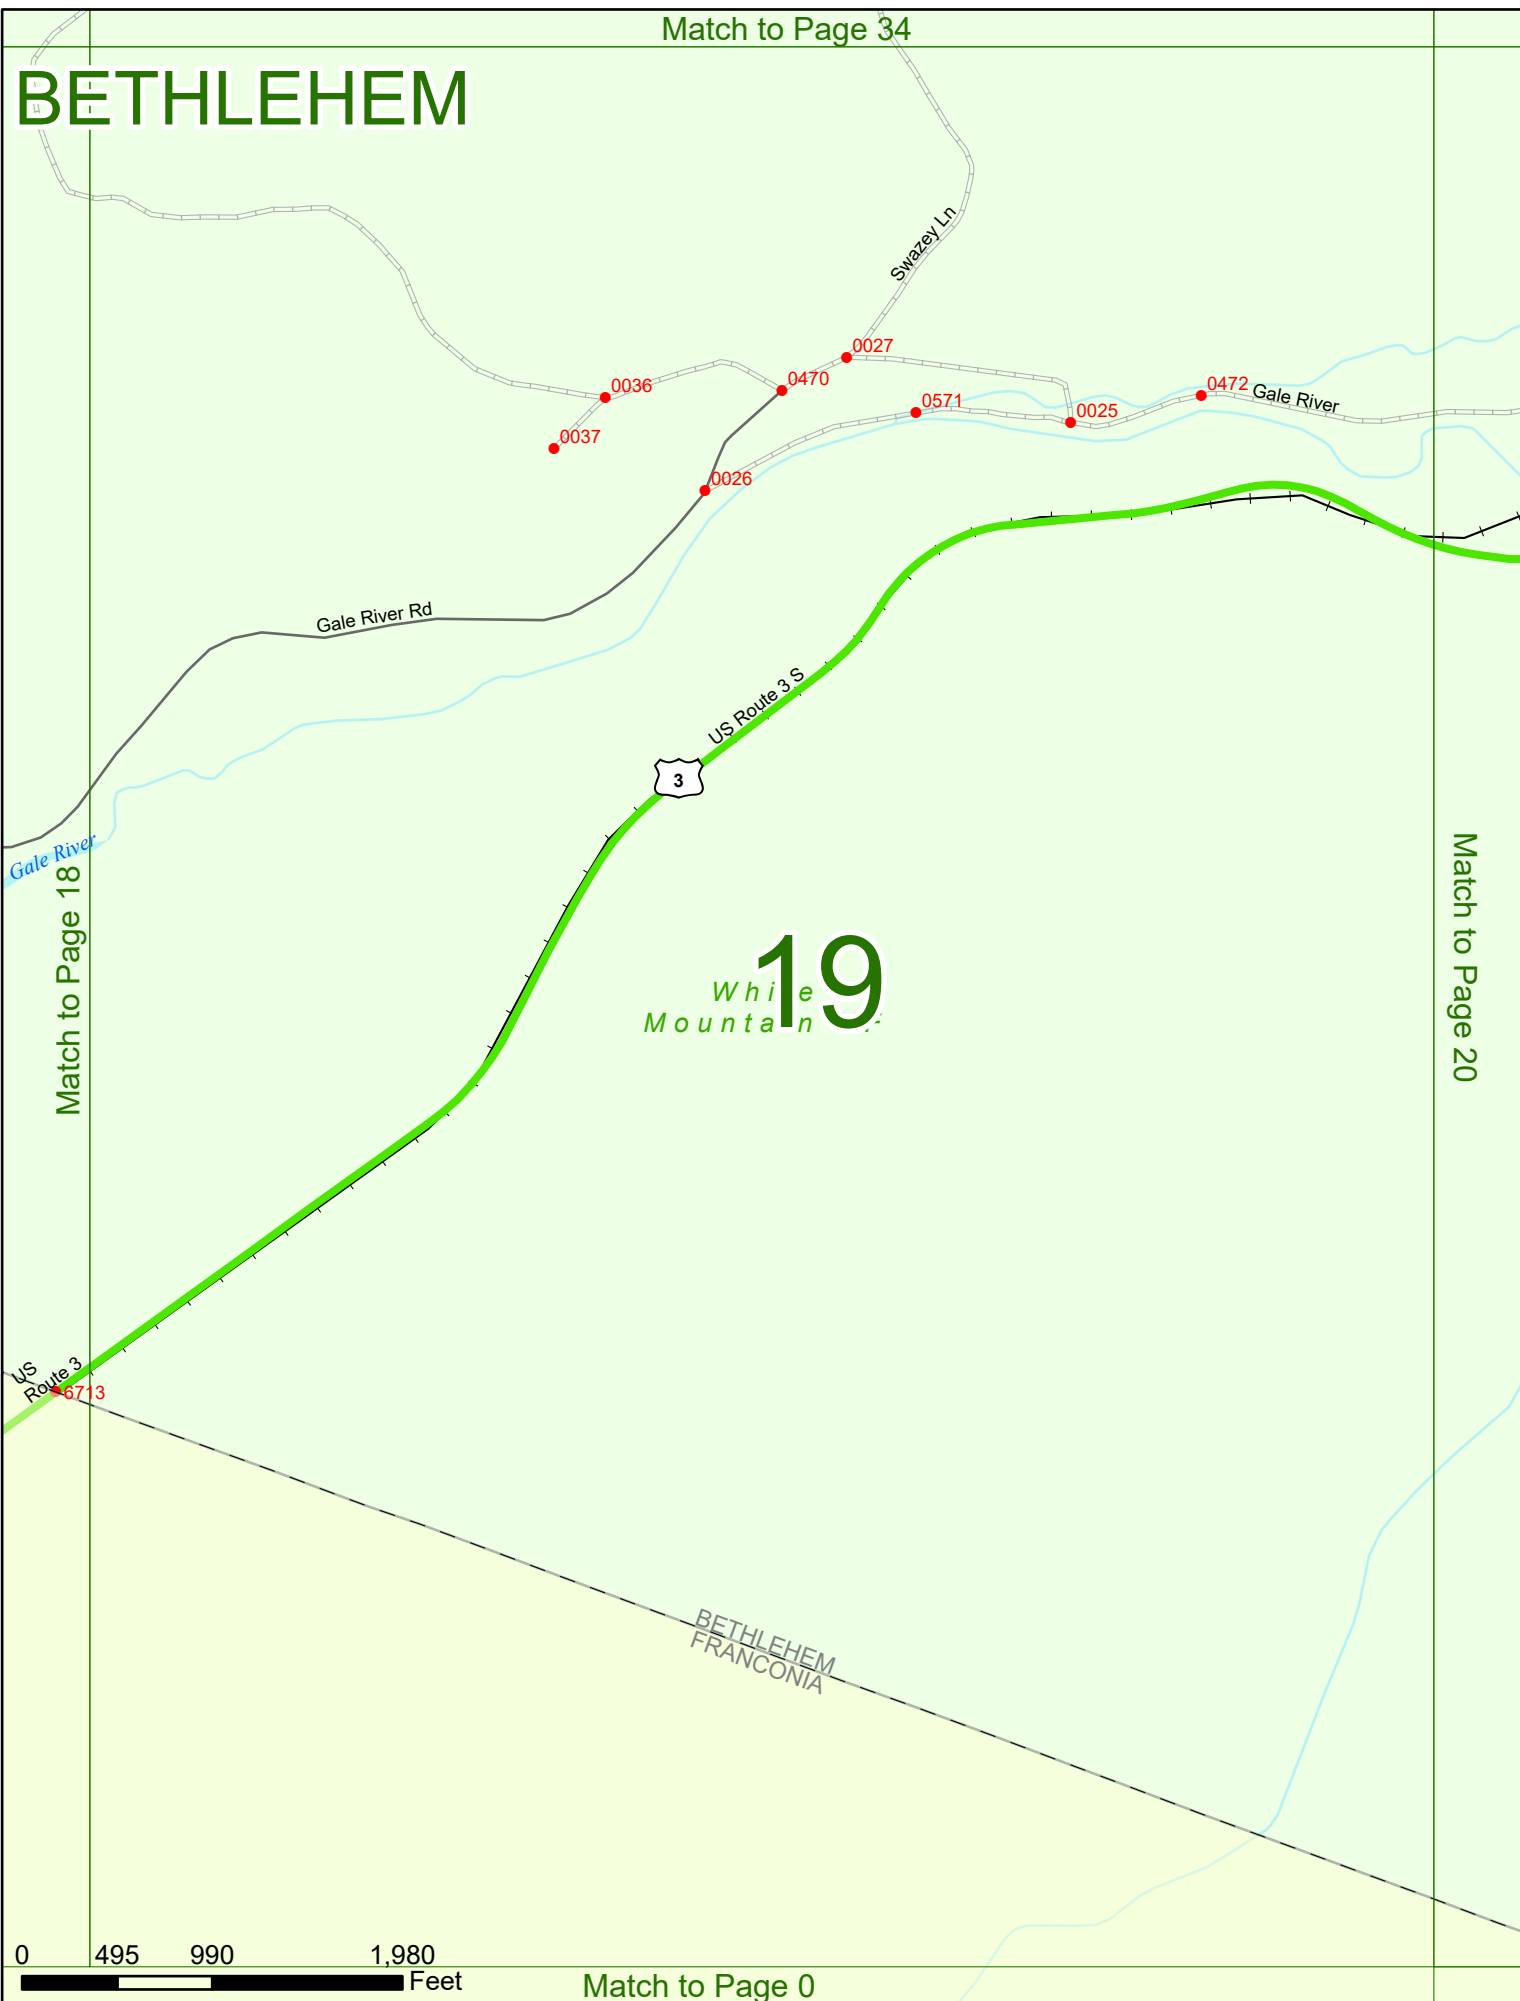 Match to Page 34
BETHLEHEM
Swazey Ln
0027
0036
0470
0472
Gale River
0571
0025
0037
0026
Gale River Rd
US Route 3 S
3
Gale River
Match to Page 18
Match to Page 20
19
White
Mountain
US
Route 3
6713
BETHLEHEM
FRANCONIA
0 495 990 1,980
Feet
Match to Page 0